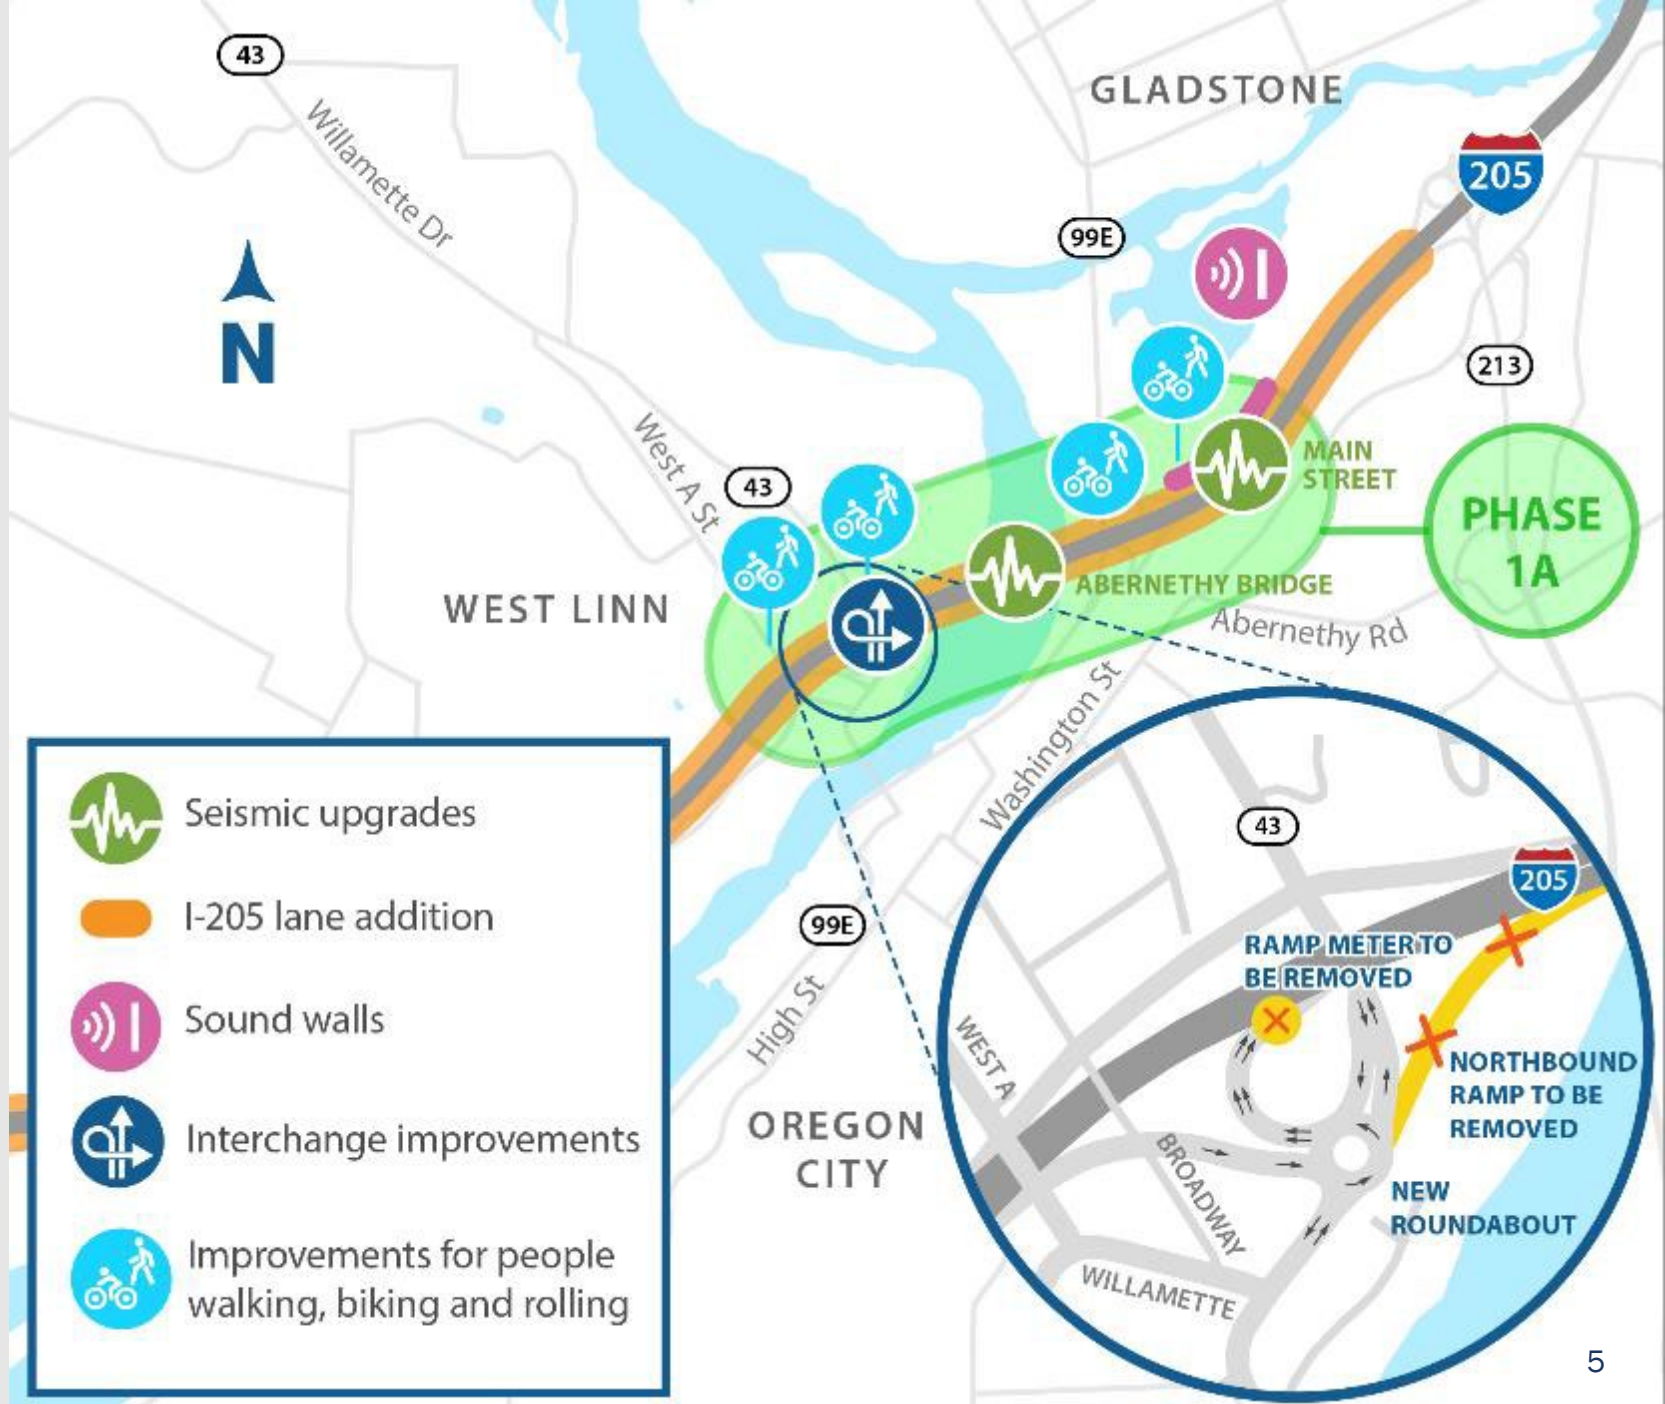 43
Willamette Dr
GLADSTONE
205
99E
N
213
West A St
43
MAIN
STREET
PHASE
1A
ABERNETHY BRIDGE
WEST LINN
Abernethy Rd
Washington St
Seismic upgrades
I-205 lane addition
Sound walls
Interchange improvements
Improvements for people
walking, biking and rolling
99E
High St
OREGON
CITY
43
205
RAMP METER TO
BE REMOVED
WEST A
NORTHBOUND
RAMP TO BE
REMOVED
BROADWAY
NEW
ROUNDABOUT
WILLAMETTE
5